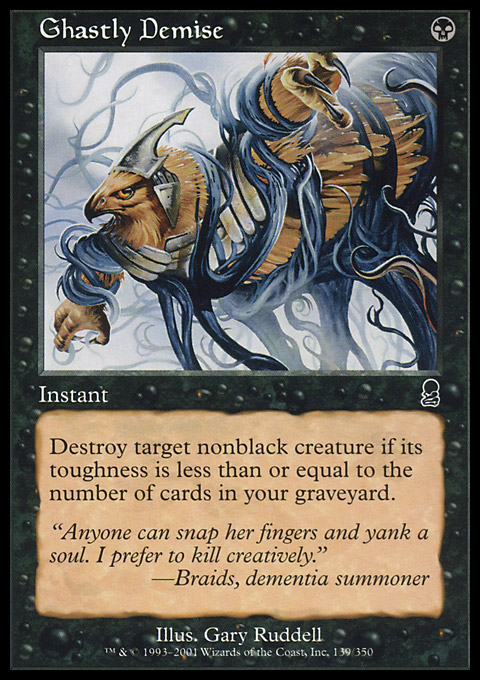 Ghastly Demise
Instant
Destroy target nonblack creature if its
toughness is less than or equal to the
number of cards in your graveyard.
“Anyone can snap her fingers and yank a
soul. I prefer to kill creatively.”
—Braids, dementia summoner
Illus. Gary Ruddell
™ & © 1993–2001 Wizards of the Coast, Inc. 139/350